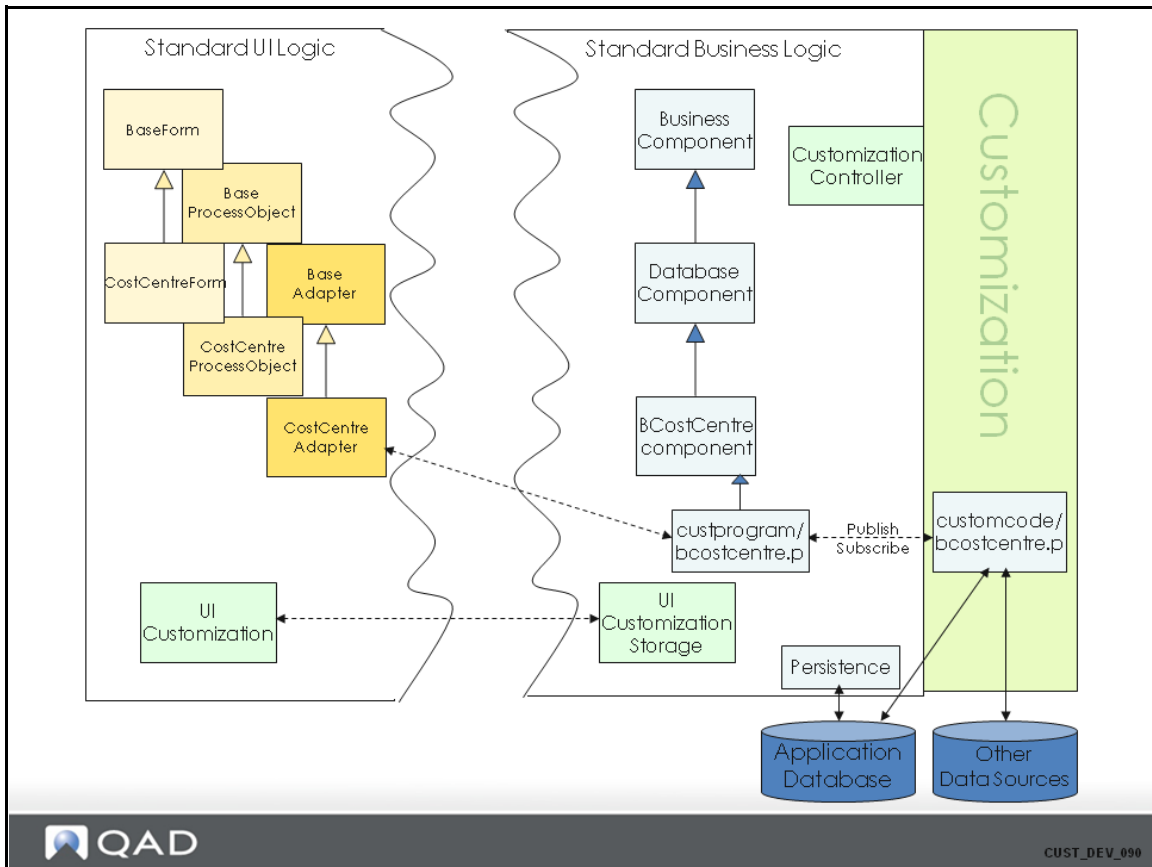 Standard UI Logic
Standard Business Logic
Customization
BaseForm
Base
ProcessObject
CostCentreForm
Base
Adapter
CostCentre
ProcessObject
CostCentre
Adapter
UI
Customization
Business
Component
Customization
Controller
Database
Component
BCostCentre
component
custprogram/
bcostcentre.p
Publish
Subscribe
customcode/
bcostcentre.p
UI
Customization
Storage
Persistence
Application
Database
Other
Data Sources
QAD
CUST_DEV_090